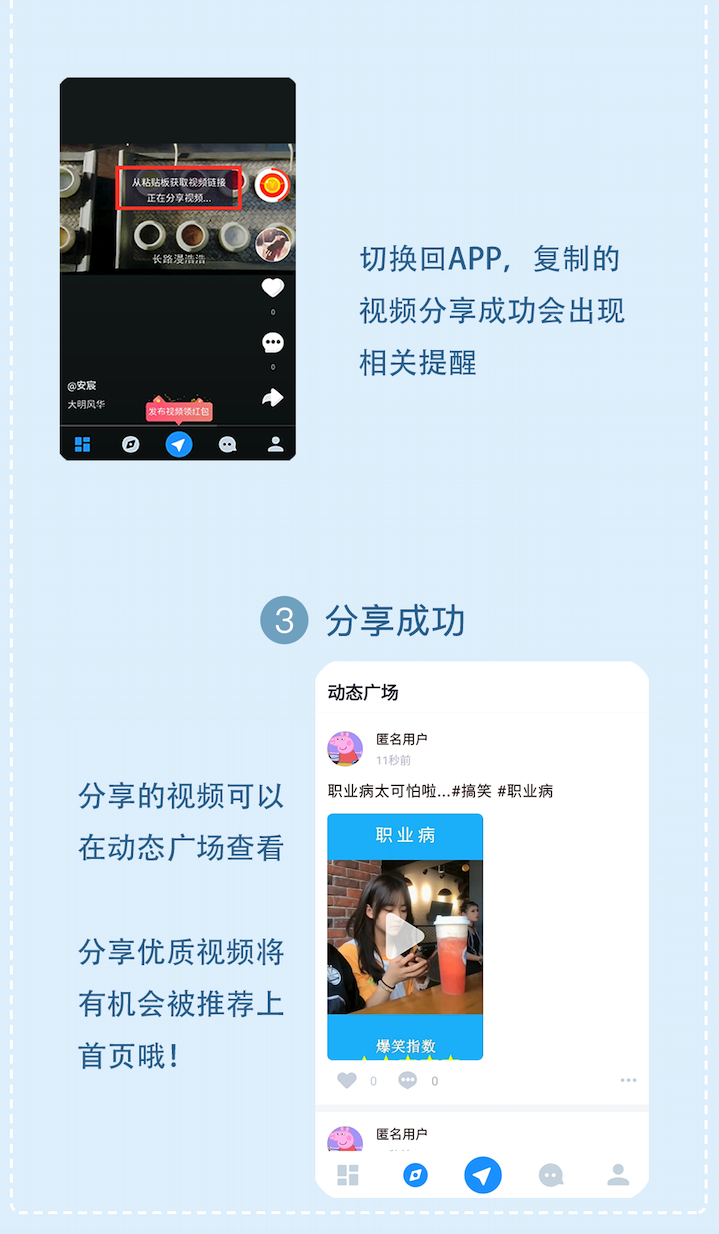 从粘贴板获取视频链接
正在分享视频...
长路漫浩浩
0
0
@安宸
大明风华
发布视频领红包
切换回APP，复制的
视频分享成功会出现
相关提醒
3 分享成功
分享的视频可以
在动态广场查看
分享优质视频将
有机会被推荐上
首页哦！
动态广场
匿名用户
11秒前
职业病太可怕啦...#搞笑 #职业病
职业病
爆笑指数
0 0
匿名用户